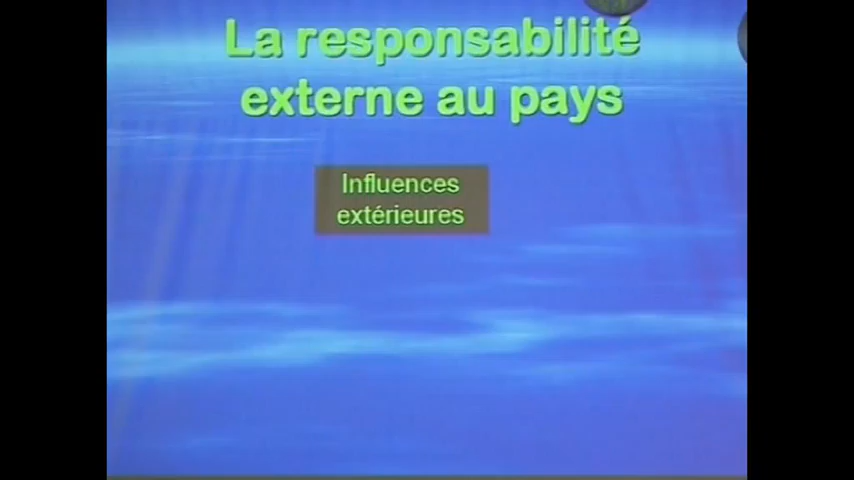 La responsabilité
externe au pays
Influences
extérieures